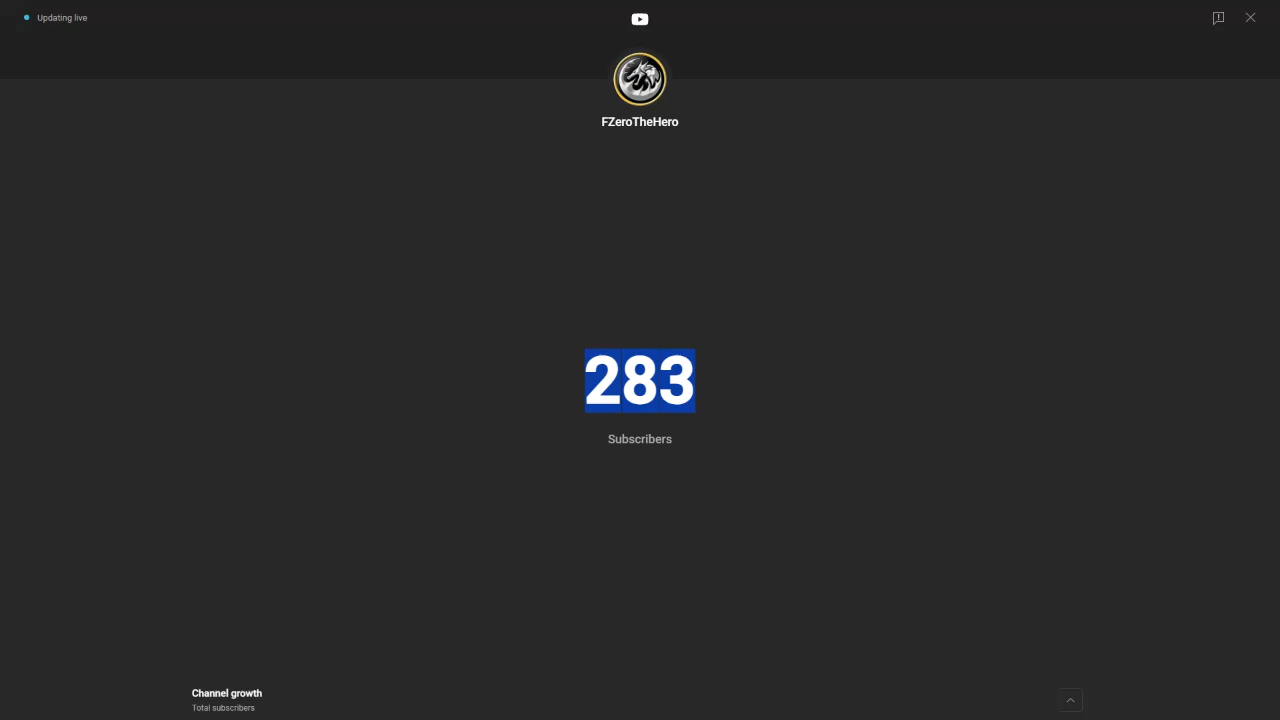 Updating live
FZeroTheHero
283
Subscribers
Channel growth
Total subscribers